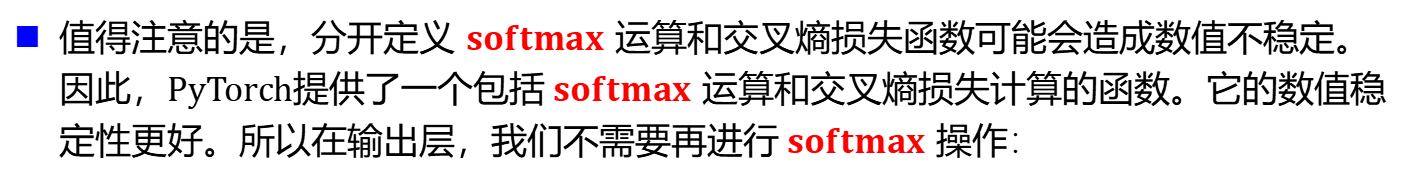 值得注意的是，分开定义 softmax 运算和交叉熵损失函数可能会造成数值不稳定。
因此，PyTorch提供了一个包括 softmax 运算和交叉熵损失计算的函数。它的数值稳
定性更好。所以在输出层，我们不需要再进行 softmax 操作：